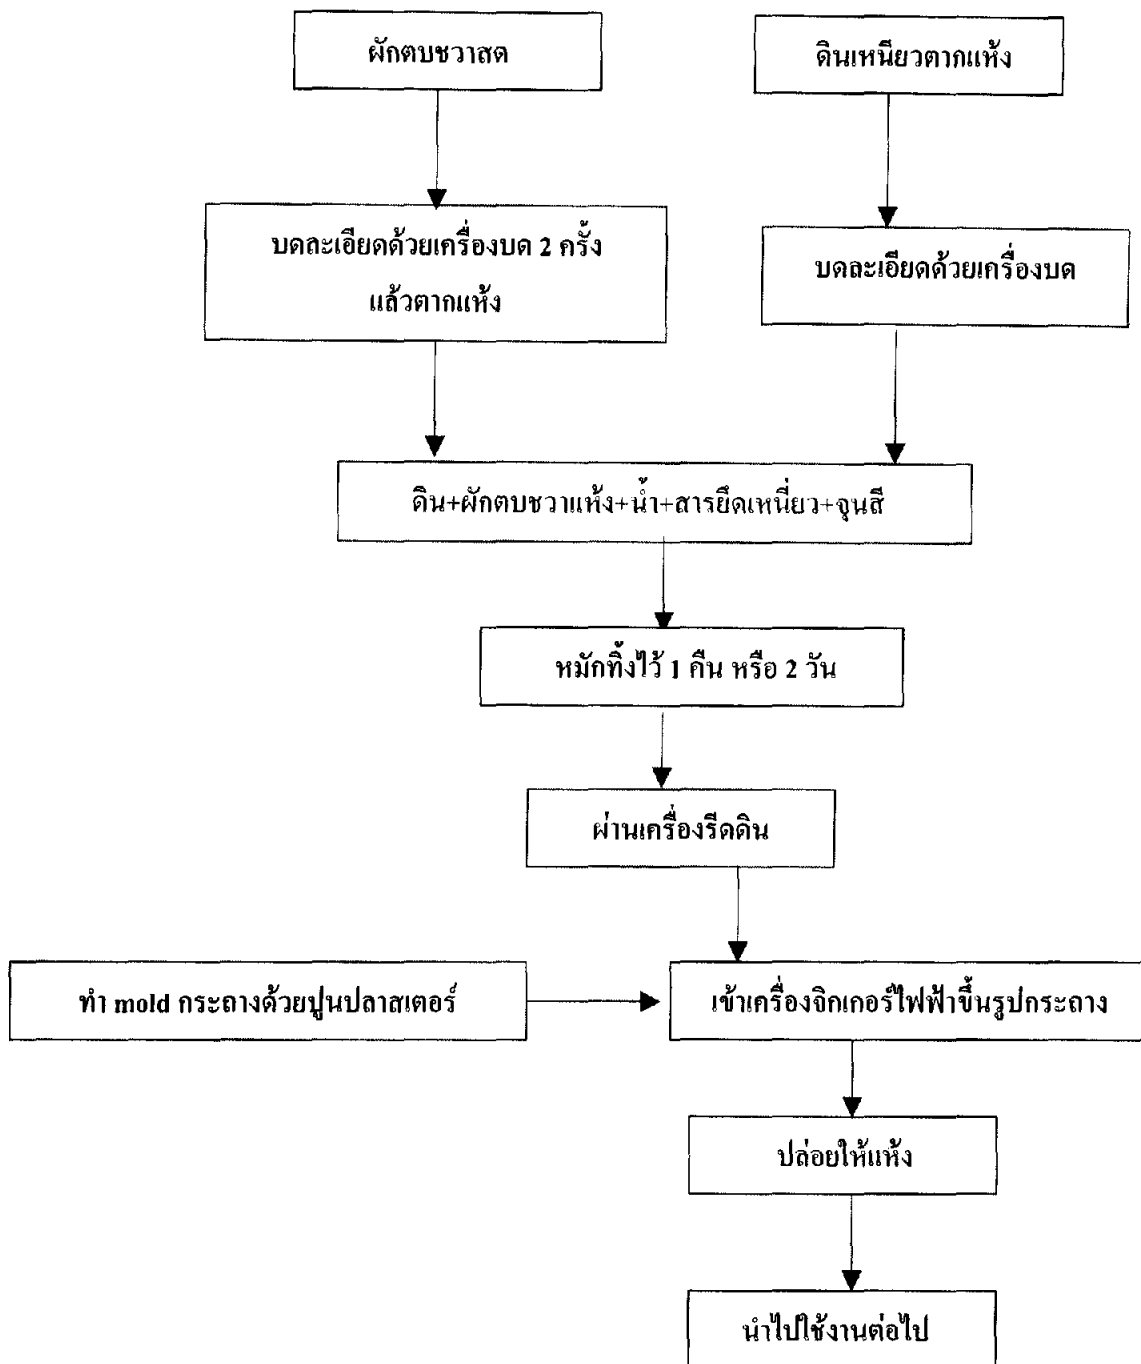 ผักตบชวาสด
ดินเหนียวตากแห้ง
บดละเอียดด้วยเครื่องบด 2 ครั้ง
แล้วตากแห้ง
บดละเอียดด้วยเครื่องบด
ดิน+ผักตบชวาแห้ง+น้ำ+สารยึดเหนี่ยว+จุนสี
หมักทิ้งไว้ 1 คืน หรือ 2 วัน
ผ่านเครื่องรีดดิน
ทำ mold กระถางด้วยปูนปลาสเตอร์
เข้าเครื่องจิกเกอร์ไฟฟ้าขึ้นรูปกระถาง
ปล่อยให้แห้ง
นำไปใช้งานต่อไป